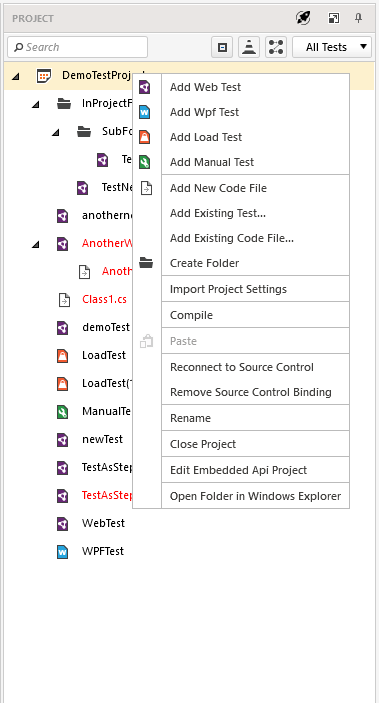 PROJECT
Search
All Tests
DemoTestProject
Add Web Test
InProjectF
Add Wpf Test
SubFo
Add Load Test
Te
Add Manual Test
TestNe
Add New Code File
anotherne
Add Existing Test...
AnotherW
Add Existing Code File...
Anoth
Create Folder
Class1.cs
Import Project Settings
demoTest
Compile
LoadTest
Paste
Reconnect to Source Control
LoadTest(1
Remove Source Control Binding
ManualTe
Rename
newTest
Close Project
TestAsStep
Edit Embedded Api Project
TestAsStep
Open Folder in Windows Explorer
WebTest
WPFTest